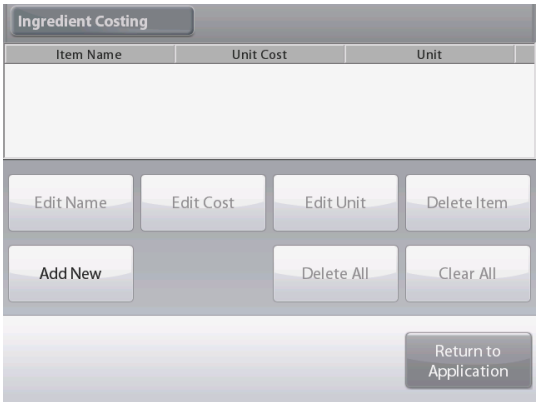 Ingredient Costing
Item Name Unit Cost Unit
Edit Name Edit Cost Edit Unit Delete Item
Add New Delete All Clear All
Return to
Application